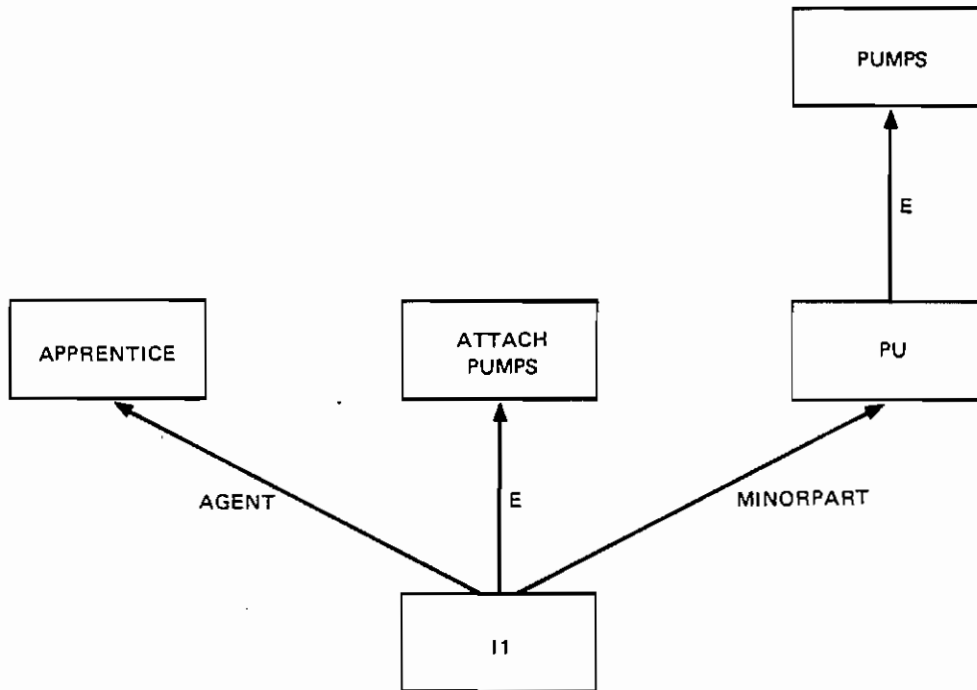 PUMPS
E
APPRENTICE
ATTACH
PUMPS
PU
AGENT
E
MINORPART
I1